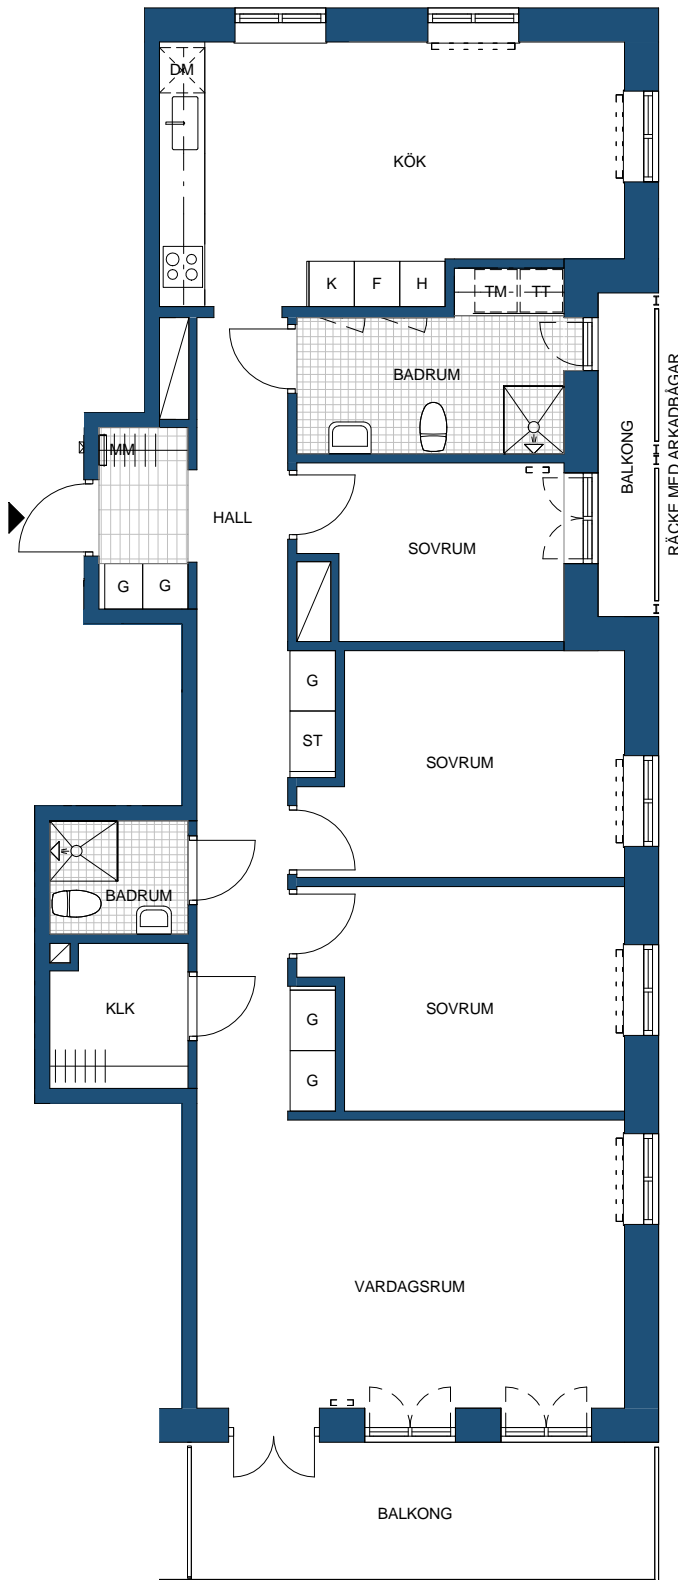 DM
KÖK
K F H
TM TT
BADRUM
BALKONG
RÄCKE MED ARKADBÅGAR
MM
HALL
SOVRUM
G G
G
ST
SOVRUM
BADRUM
KLK
SOVRUM
G
G
VARDAGSRUM
BALKONG